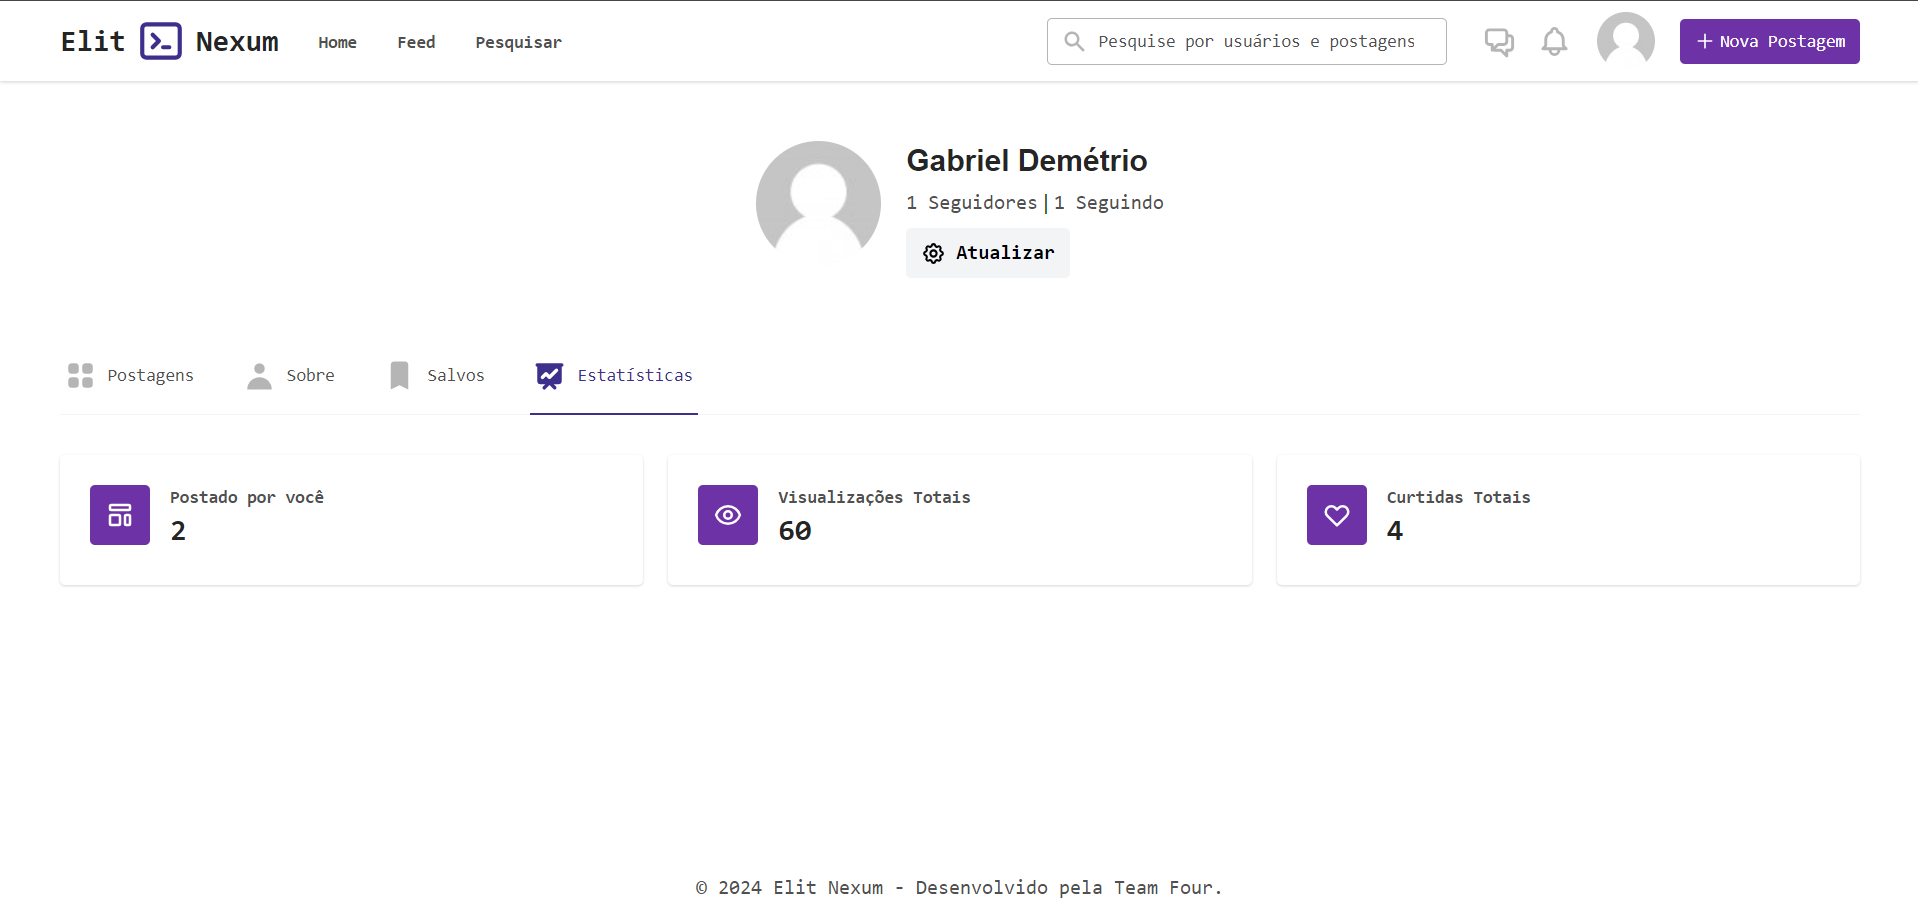 Elit Nexum Home Feed Pesquisar Pesquise por usuários e postagens Nova Postagem
Gabriel Demétrio
1 Seguidores | 1 Seguindo
Atualizar
Postagens Sobre Salvos Estatísticas
Postado por você
2
Visualizações Totais
60
Curtidas Totais
4
© 2024 Elit Nexum - Desenvolvido pela Team Four.